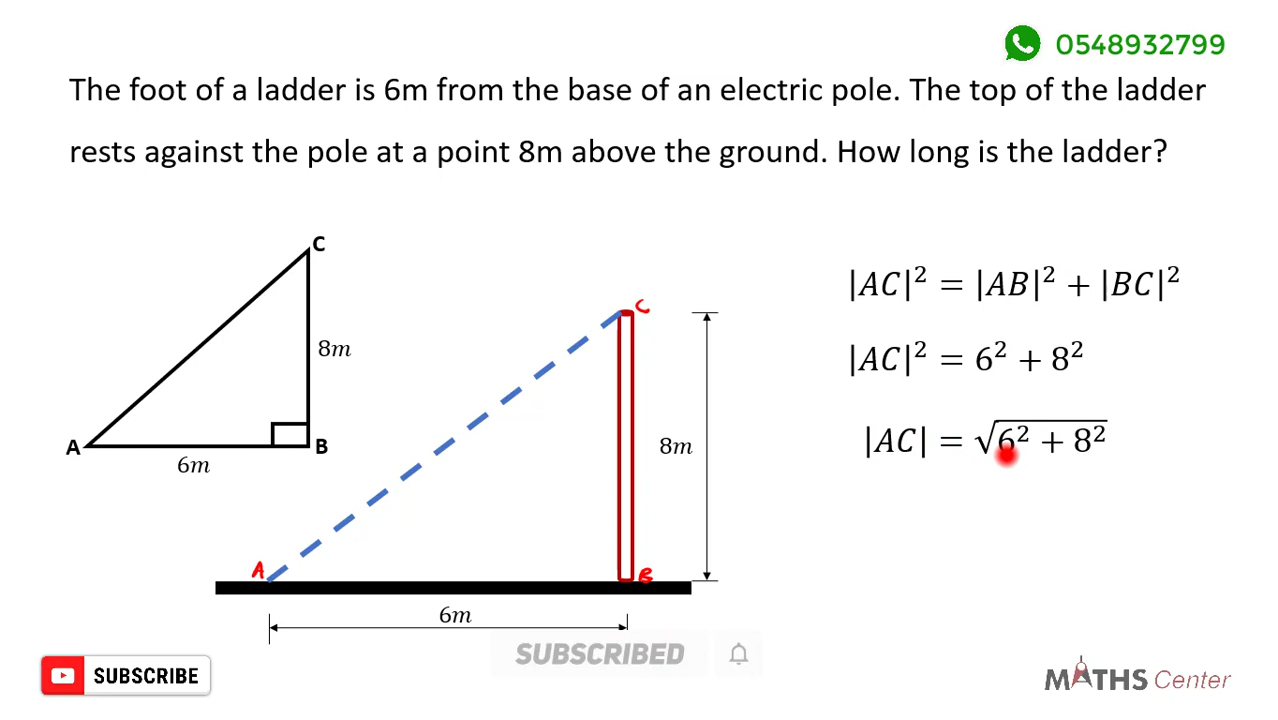 0548932799
The foot of a ladder is 6m from the base of an electric pole. The top of the ladder
rests against the pole at a point 8m above the ground. How long is the ladder?
C
8m
A
B
6m
C
8m
A
B
6m
|AC|² = |AB|² + |BC|²
|AC|² = 6² + 8²
|AC| = √6² + 8²
SUBSCRIBED
SUBSCRIBE
MATHS Center